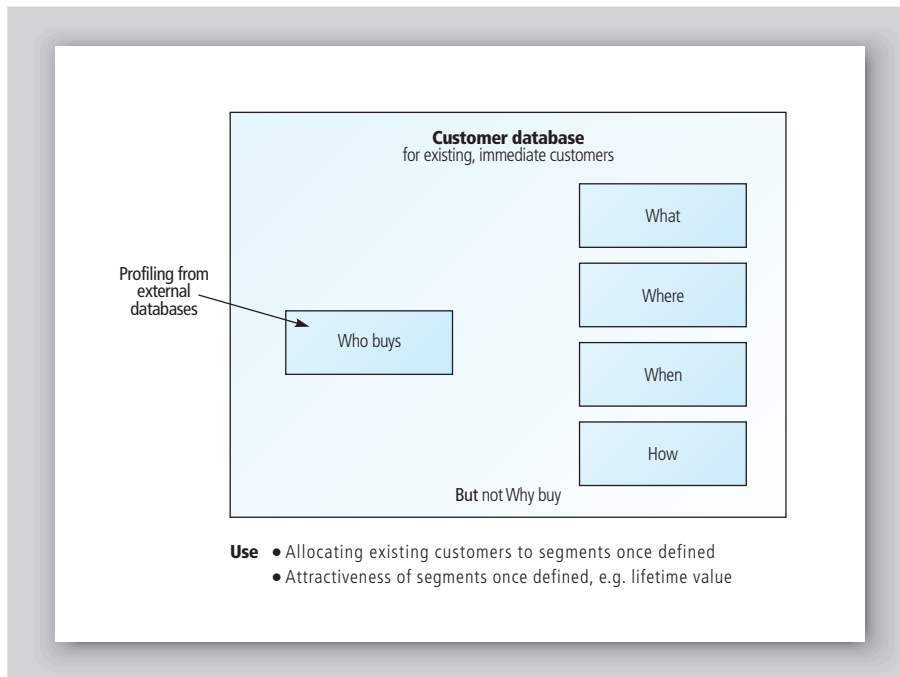 Customer database
for existing, immediate customers
What
Profiling from
external
databases
Where
Who buys
When
How
But not Why buy
Use • Allocating existing customers to segments once defined
• Attractiveness of segments once defined, e.g. lifetime value